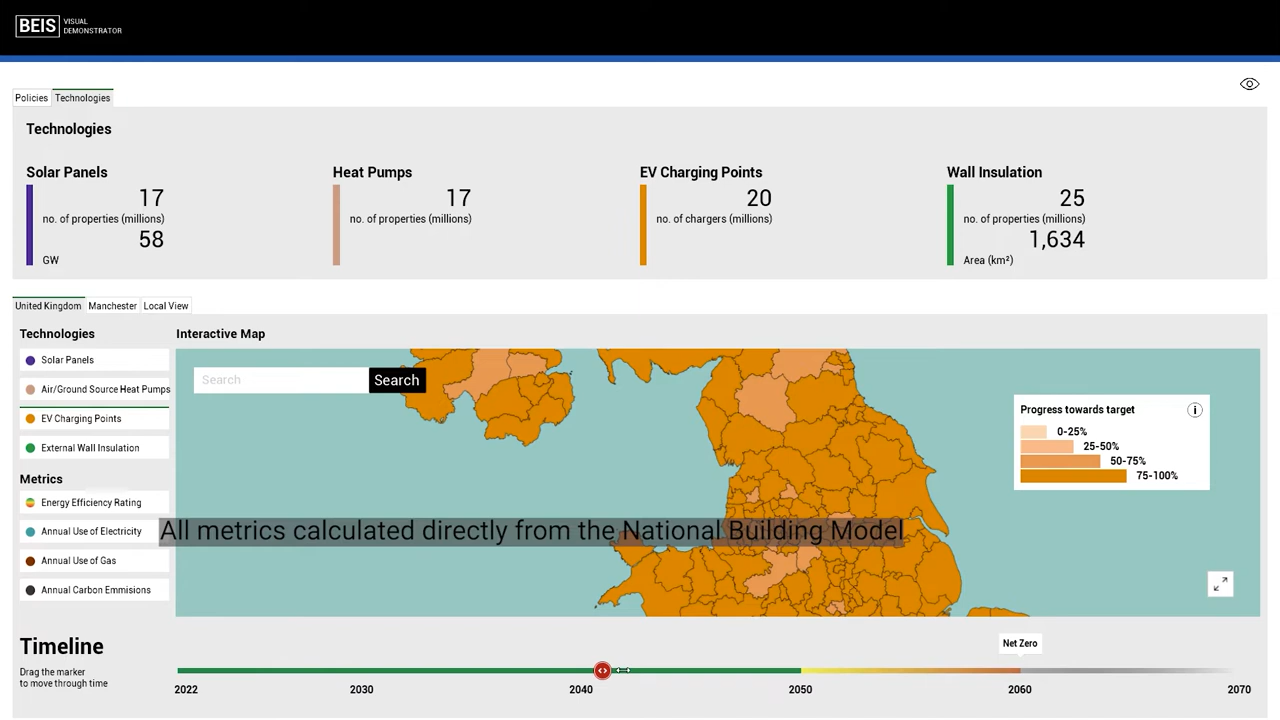 BEIS VISUAL
DEMONSTRATOR
Policies Technologies
Technologies
Solar Panels
17
no. of properties (millions)
58
GW
Heat Pumps
17
no. of properties (millions)
EV Charging Points
20
no. of chargers (millions)
Wall Insulation
25
no. of properties (millions)
1,634
Area (km²)
United Kingdom Manchester Local View
Technologies
Solar Panels
Air/Ground Source Heat Pumps
EV Charging Points
External Wall Insulation
Metrics
Energy Efficiency Rating
Annual Use of Electricity
Annual Use of Gas
Annual Carbon Emmisions
Interactive Map
Search Search
Progress towards target i
0-25%
25-50%
50-75%
75-100%
All metrics calculated directly from the National Building Model
Timeline
Drag the marker
to move through time
Net Zero
2022 2030 2040 2050 2060 2070